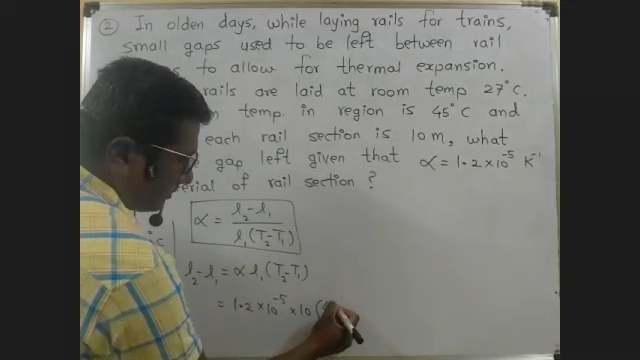 ② In olden days, while laying rails for trains,
small gaps used to be left between rail
to allow for thermal expansion.
rails are laid at room temp 27°C.
temp. in region is 45°C and
each rail section is 10m, what
gap left given that α = 1.2 × 10⁻⁵ K⁻¹
of rail section ?
α = l₂ - l₁ / l₁ (T₂ - T₁)
l₂ - l₁ = α l₁ (T₂ - T₁)
= 1.2 × 10⁻⁵ × 10 (